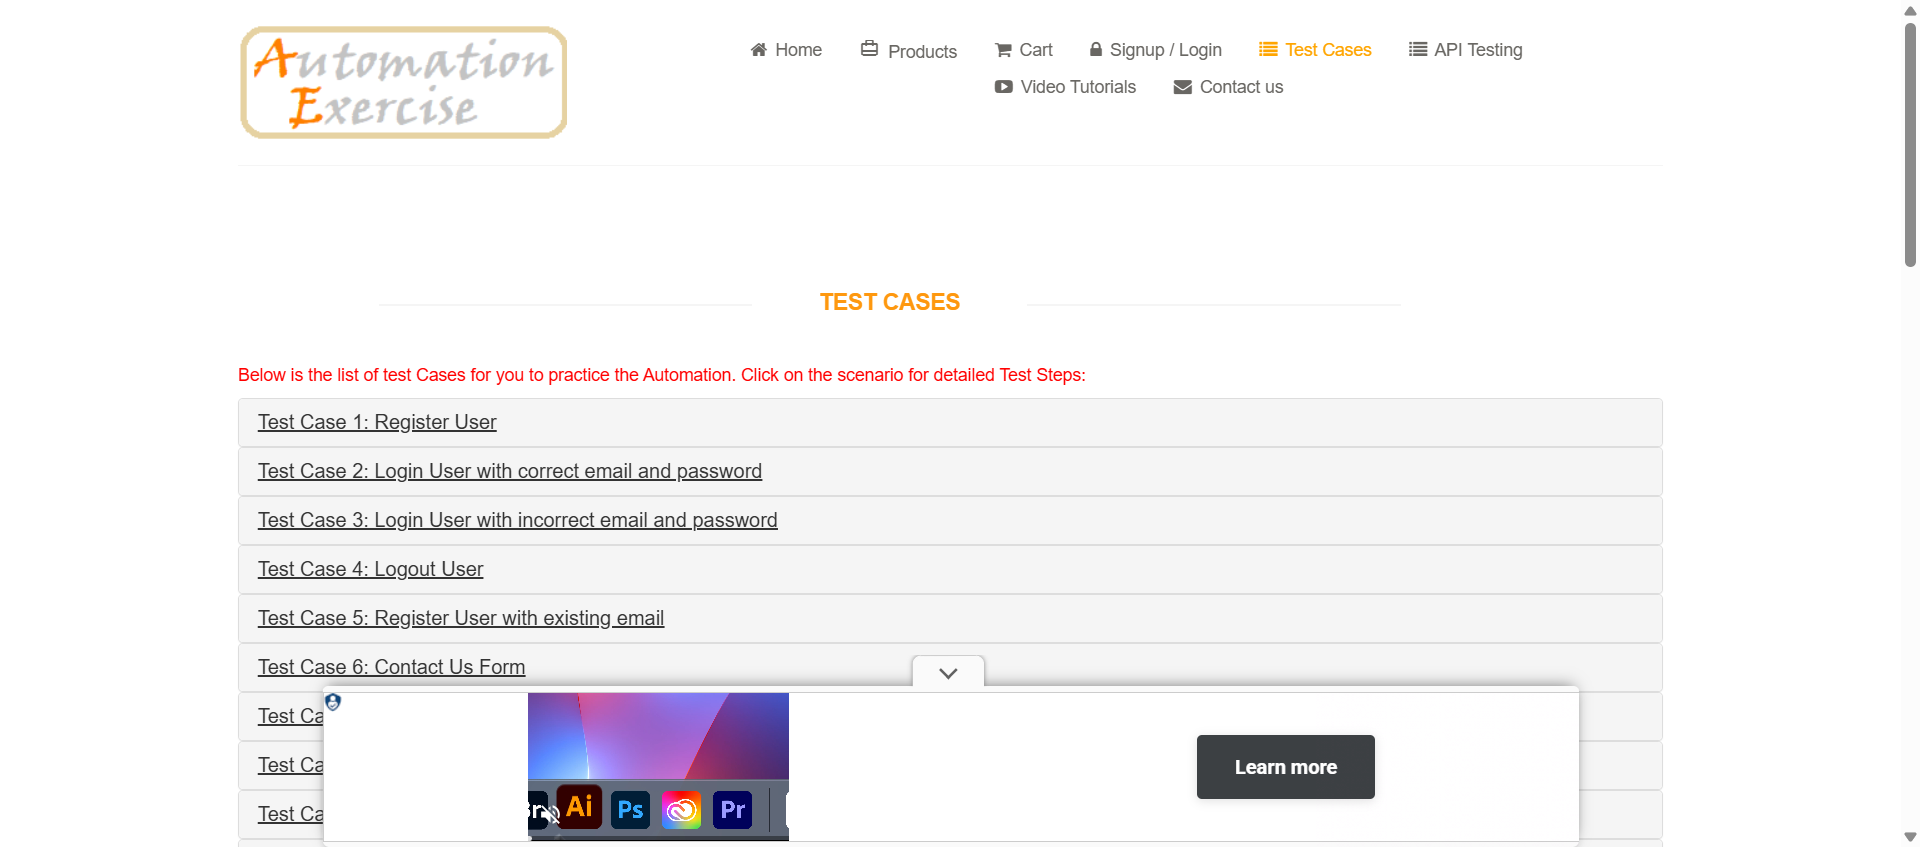 Automation
Exercise
Home Products Cart Signup / Login Test Cases API Testing
Video Tutorials Contact us
TEST CASES
Below is the list of test Cases for you to practice the Automation. Click on the scenario for detailed Test Steps:
Test Case 1: Register User
Test Case 2: Login User with correct email and password
Test Case 3: Login User with incorrect email and password
Test Case 4: Logout User
Test Case 5: Register User with existing email
Test Case 6: Contact Us Form
Test Ca
Test Ca
Learn more
Ai Ps Pr
Test Ca